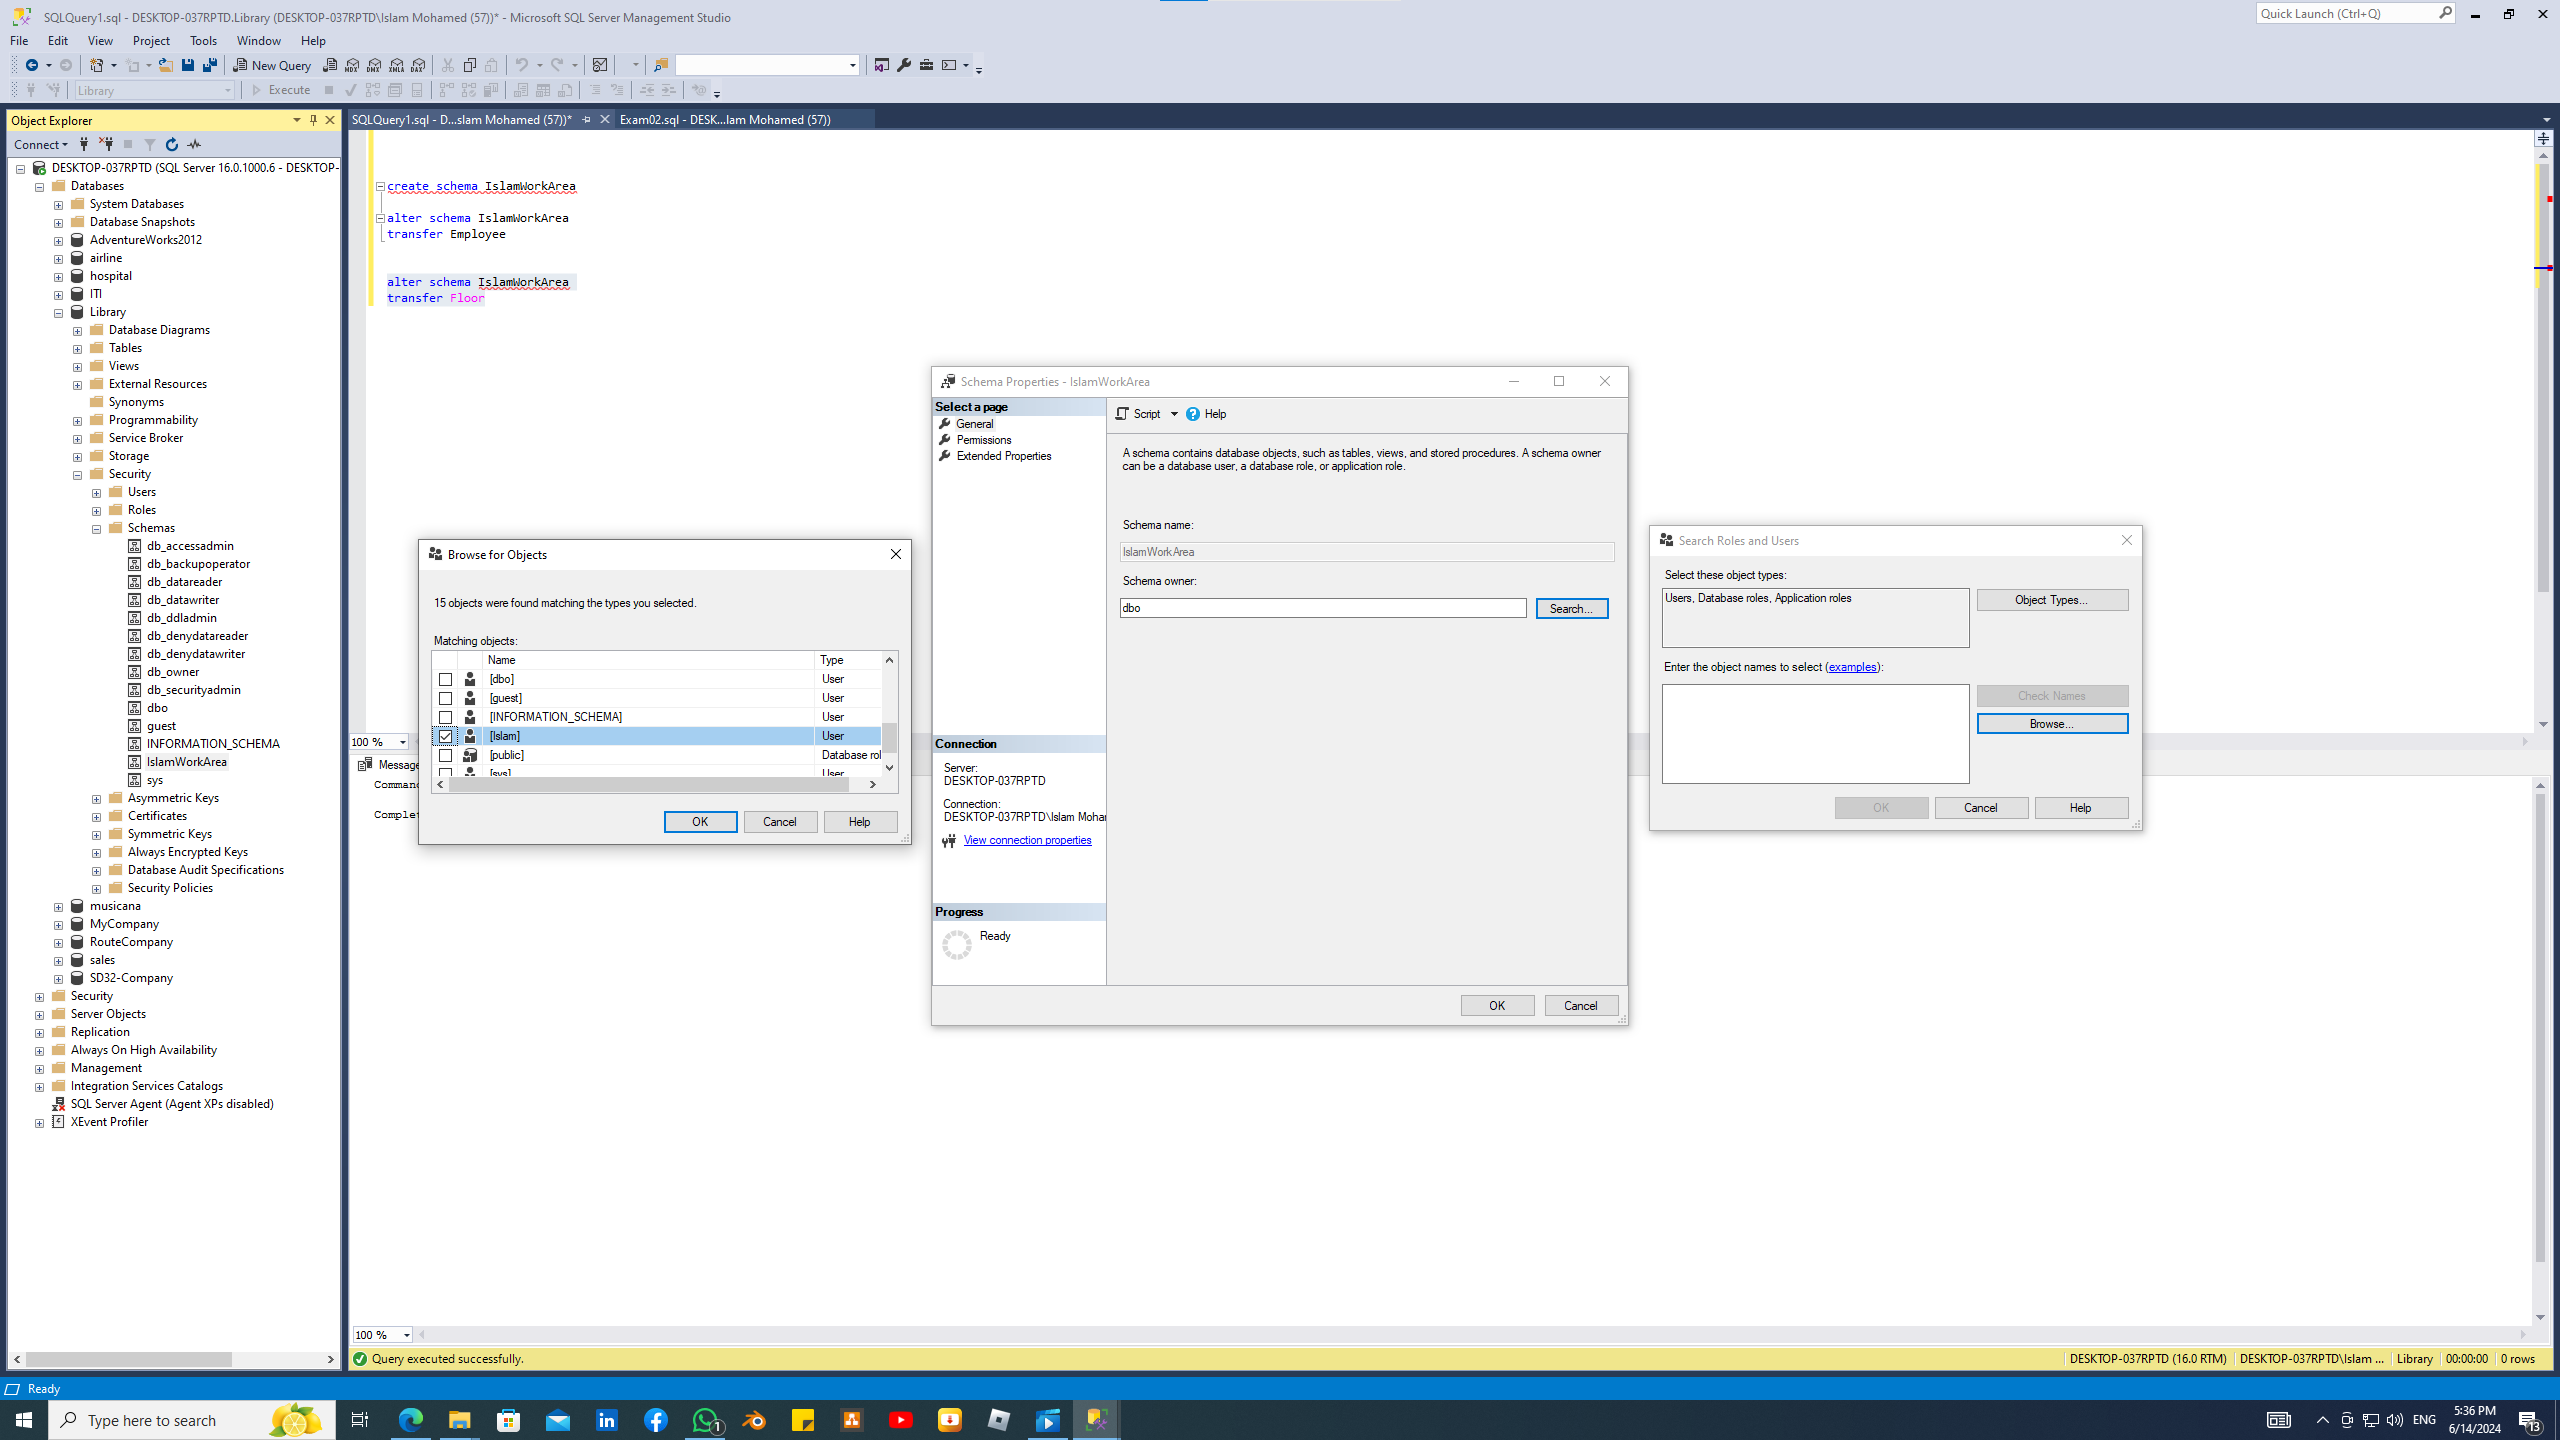 SQLQuery1.sql - DESKTOP-037RPTD.Library (DESKTOP-037RPTD\Islam Mohamed (57))* - Microsoft SQL Server Management Studio
Quick Launch (Ctrl+Q)
File Edit View Project Tools Window Help
New Query
Library
Execute
Object Explorer
SQLQuery1.sql - D...slam Mohamed (57))*
Exam02.sql - DESK...lam Mohamed (57))
Connect
DESKTOP-037RPTD (SQL Server 16.0.1000.6 - DESKTOP-
Databases
System Databases
Database Snapshots
AdventureWorks2012
airline
hospital
ITI
Library
Database Diagrams
Tables
Views
External Resources
Synonyms
Programmability
Service Broker
Storage
Security
Users
Roles
Schemas
db_accessadmin
db_backupoperator
db_datareader
db_datawriter
db_ddladmin
db_denydatareader
db_denydatawriter
db_owner
db_securityadmin
dbo
guest
INFORMATION_SCHEMA
IslamWorkArea
sys
Asymmetric Keys
Certificates
Symmetric Keys
Always Encrypted Keys
Database Audit Specifications
Security Policies
musicana
MyCompany
RouteCompany
sales
SD32-Company
Security
Server Objects
Replication
Always On High Availability
Management
Integration Services Catalogs
SQL Server Agent (Agent XPs disabled)
XEvent Profiler
create schema IslamWorkArea
alter schema IslamWorkArea
transfer Employee
alter schema IslamWorkArea
transfer Floor
100 %
Message
Comman
Complet
Browse for Objects
15 objects were found matching the types you selected.
Matching objects:
Name Type
[dbo] User
[guest] User
[INFORMATION_SCHEMA] User
[Islam] User
[public] Database rol
[sys] User
OK Cancel Help
Schema Properties - IslamWorkArea
Select a page
General
Permissions
Extended Properties
Script Help
A schema contains database objects, such as tables, views, and stored procedures. A schema owner
can be a database user, a database role, or application role.
Schema name:
IslamWorkArea
Schema owner:
dbo
Search...
Connection
Server:
DESKTOP-037RPTD
Connection:
DESKTOP-037RPTD\Islam Moham
View connection properties
Progress
Ready
OK Cancel
Search Roles and Users
Select these object types:
Users, Database roles, Application roles
Object Types...
Enter the object names to select (examples):
Check Names
Browse...
OK Cancel Help
100 %
Query executed successfully.
DESKTOP-037RPTD (16.0 RTM) DESKTOP-037RPTD\Islam ... Library 00:00:00 0 rows
Ready
Type here to search
1
ENG
5:36 PM
6/14/2024
13